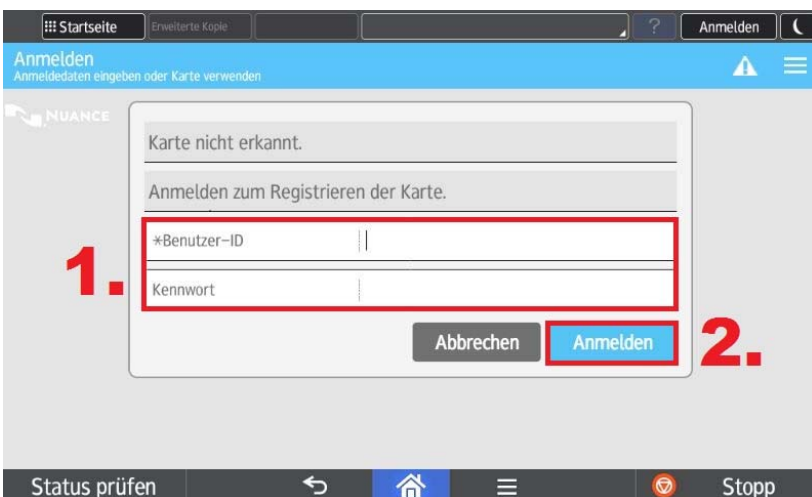 Startseite
Erweiterte Kopie
?
Anmelden
Anmelden
Anmeldedaten eingeben oder Karte verwenden
NUANCE
Karte nicht erkannt.
Anmelden zum Registrieren der Karte.
1.
*Benutzer-ID
Kennwort
Abbrechen
Anmelden
2.
Status prüfen
Stopp